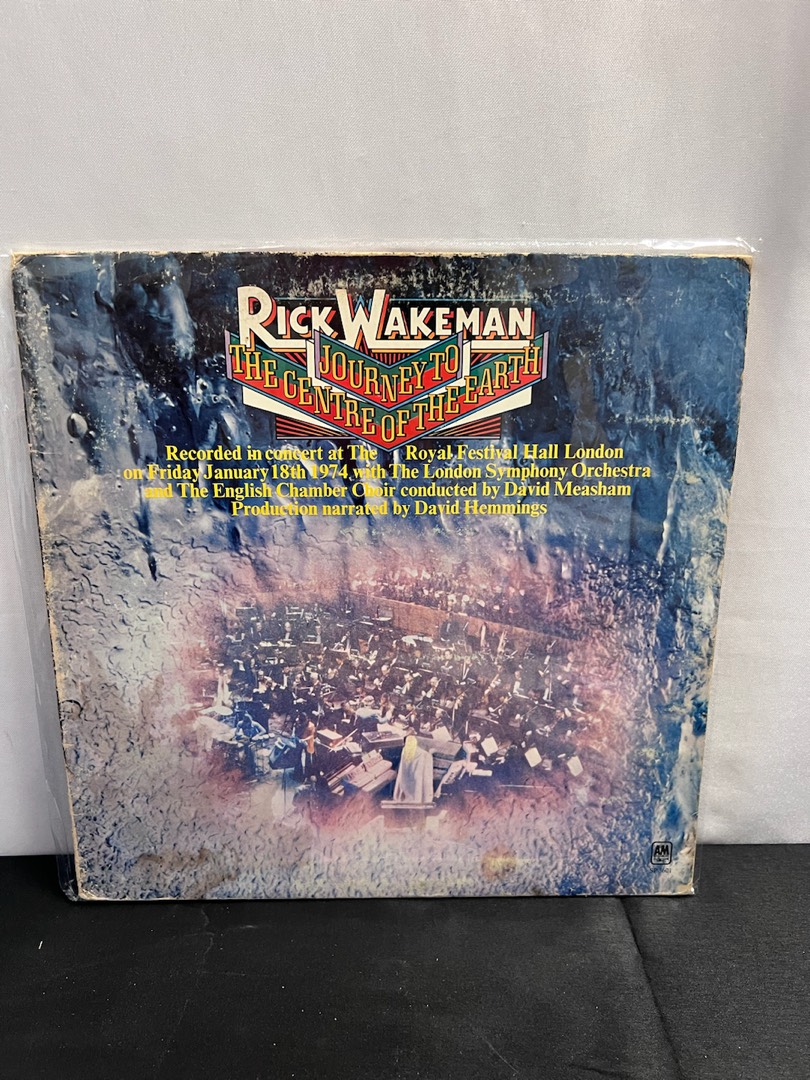 RICK WAKEMAN
JOURNEY TO
THE CENTRE OF THE EARTH
Recorded in concert at The Royal Festival Hall London
on Friday January 18th 1974 with The London Symphony Orchestra
and The English Chamber Choir conducted by David Measham
Production narrated by David Hemmings
AM